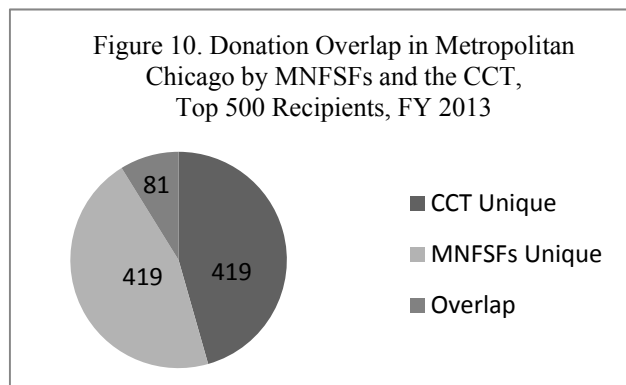 Figure 10. Donation Overlap in Metropolitan
Chicago by MNFSFs and the CCT,
Top 500 Recipients, FY 2013
81
419
419
CCT Unique
MNFSFs Unique
Overlap